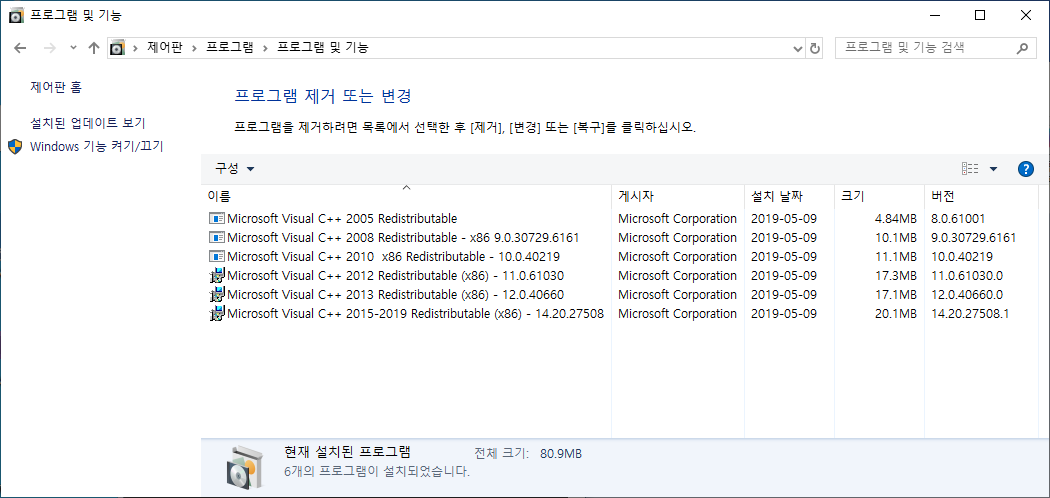 프로그램 및 기능
제어판 › 프로그램 › 프로그램 및 기능
프로그램 및 기능 검색
제어판 홈
설치된 업데이트 보기
Windows 기능 켜기/끄기
프로그램 제거 또는 변경
프로그램을 제거하려면 목록에서 선택한 후 [제거], [변경] 또는 [복구]를 클릭하십시오.
구성
이름 게시자 설치 날짜 크기 버전
Microsoft Visual C++ 2005 Redistributable Microsoft Corporation 2019-05-09 4.84MB 8.0.61001
Microsoft Visual C++ 2008 Redistributable - x86 9.0.30729.6161 Microsoft Corporation 2019-05-09 10.1MB 9.0.30729.6161
Microsoft Visual C++ 2010  x86 Redistributable - 10.0.40219 Microsoft Corporation 2019-05-09 11.1MB 10.0.40219
Microsoft Visual C++ 2012 Redistributable (x86) - 11.0.61030 Microsoft Corporation 2019-05-09 17.3MB 11.0.61030.0
Microsoft Visual C++ 2013 Redistributable (x86) - 12.0.40660 Microsoft Corporation 2019-05-09 17.1MB 12.0.40660.0
Microsoft Visual C++ 2015-2019 Redistributable (x86) - 14.20.27508 Microsoft Corporation 2019-05-09 20.1MB 14.20.27508.1
현재 설치된 프로그램 전체 크기: 80.9MB
6개의 프로그램이 설치되었습니다.